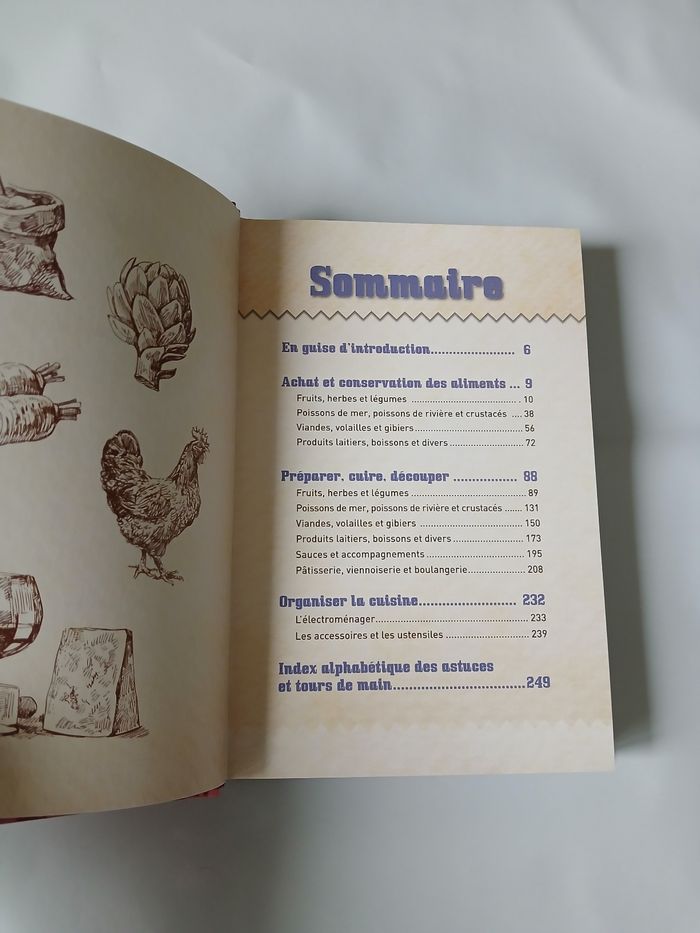 Sommaire
En guise d'introduction....................... 6
Achat et conservation des aliments ... 9
Fruits, herbes et légumes ...................................... . 10
Poissons de mer, poissons de rivière et crustacés .... 38
Viandes, volailles et gibiers....................................... 56
Produits laitiers, boissons et divers........................... 72
Préparer, cuire, découper ................. 88
Fruits, herbes et légumes ......................................... 89
Poissons de mer, poissons de rivière et crustacés ....... 131
Viandes, volailles et gibiers ..................................... 150
Produits laitiers, boissons et divers .......................... 173
Sauces et accompagnements ................................... 195
Pâtisserie, viennoiserie et boulangerie..................... 208
Organiser la cuisine......................... 232
L'électroménager..................................................... 233
Les accessoires et les ustensiles .............................. 239
Index alphabétique des astuces
et tours de main.................................249